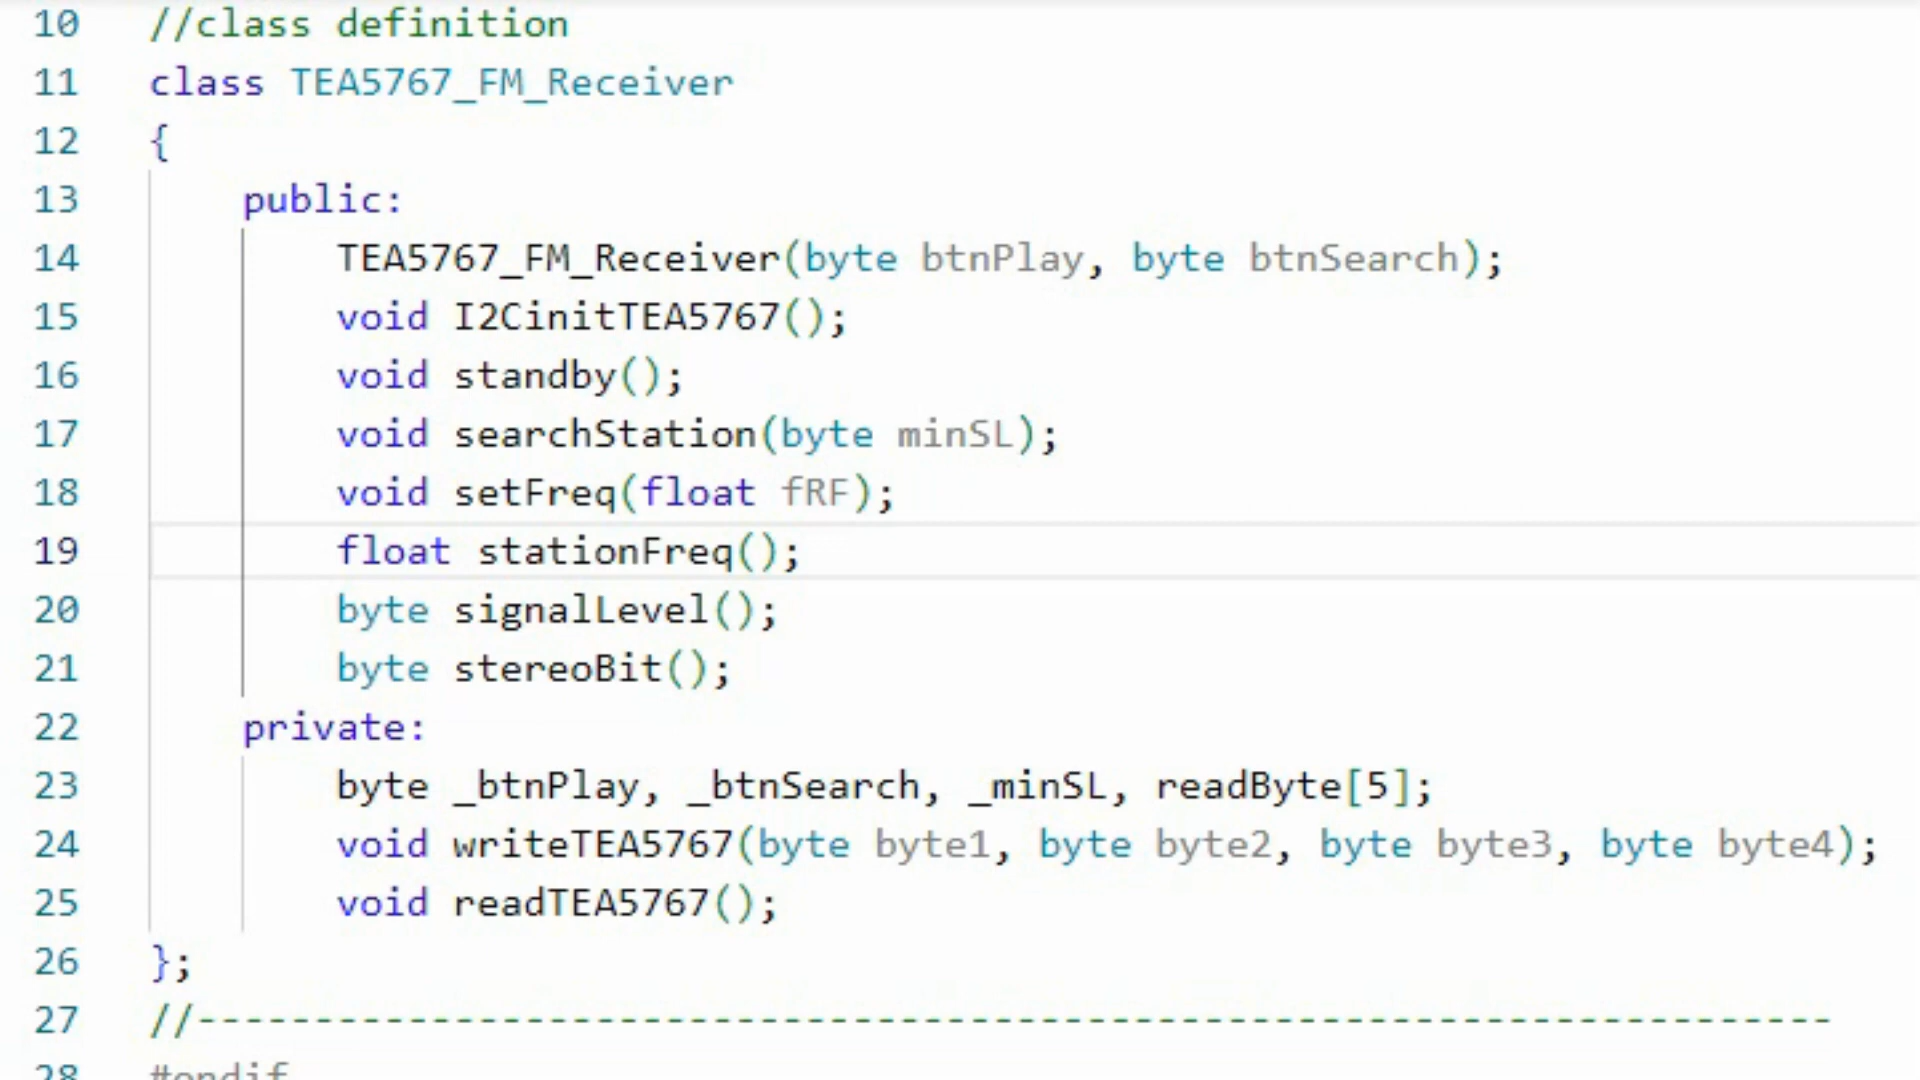 10 //class definition
11 class TEA5767_FM_Receiver
12 {
13 public:
14 TEA5767_FM_Receiver(byte btnPlay, byte btnSearch);
15 void I2CinitTEA5767();
16 void standby();
17 void searchStation(byte minSL);
18 void setFreq(float fRF);
19 float stationFreq();
20 byte signalLevel();
21 byte stereoBit();
22 private:
23 byte _btnPlay, _btnSearch, _minSL, readByte[5];
24 void writeTEA5767(byte byte1, byte byte2, byte byte3, byte byte4);
25 void readTEA5767();
26 };
27 //----------------------------------------------------------------------
28 #endif